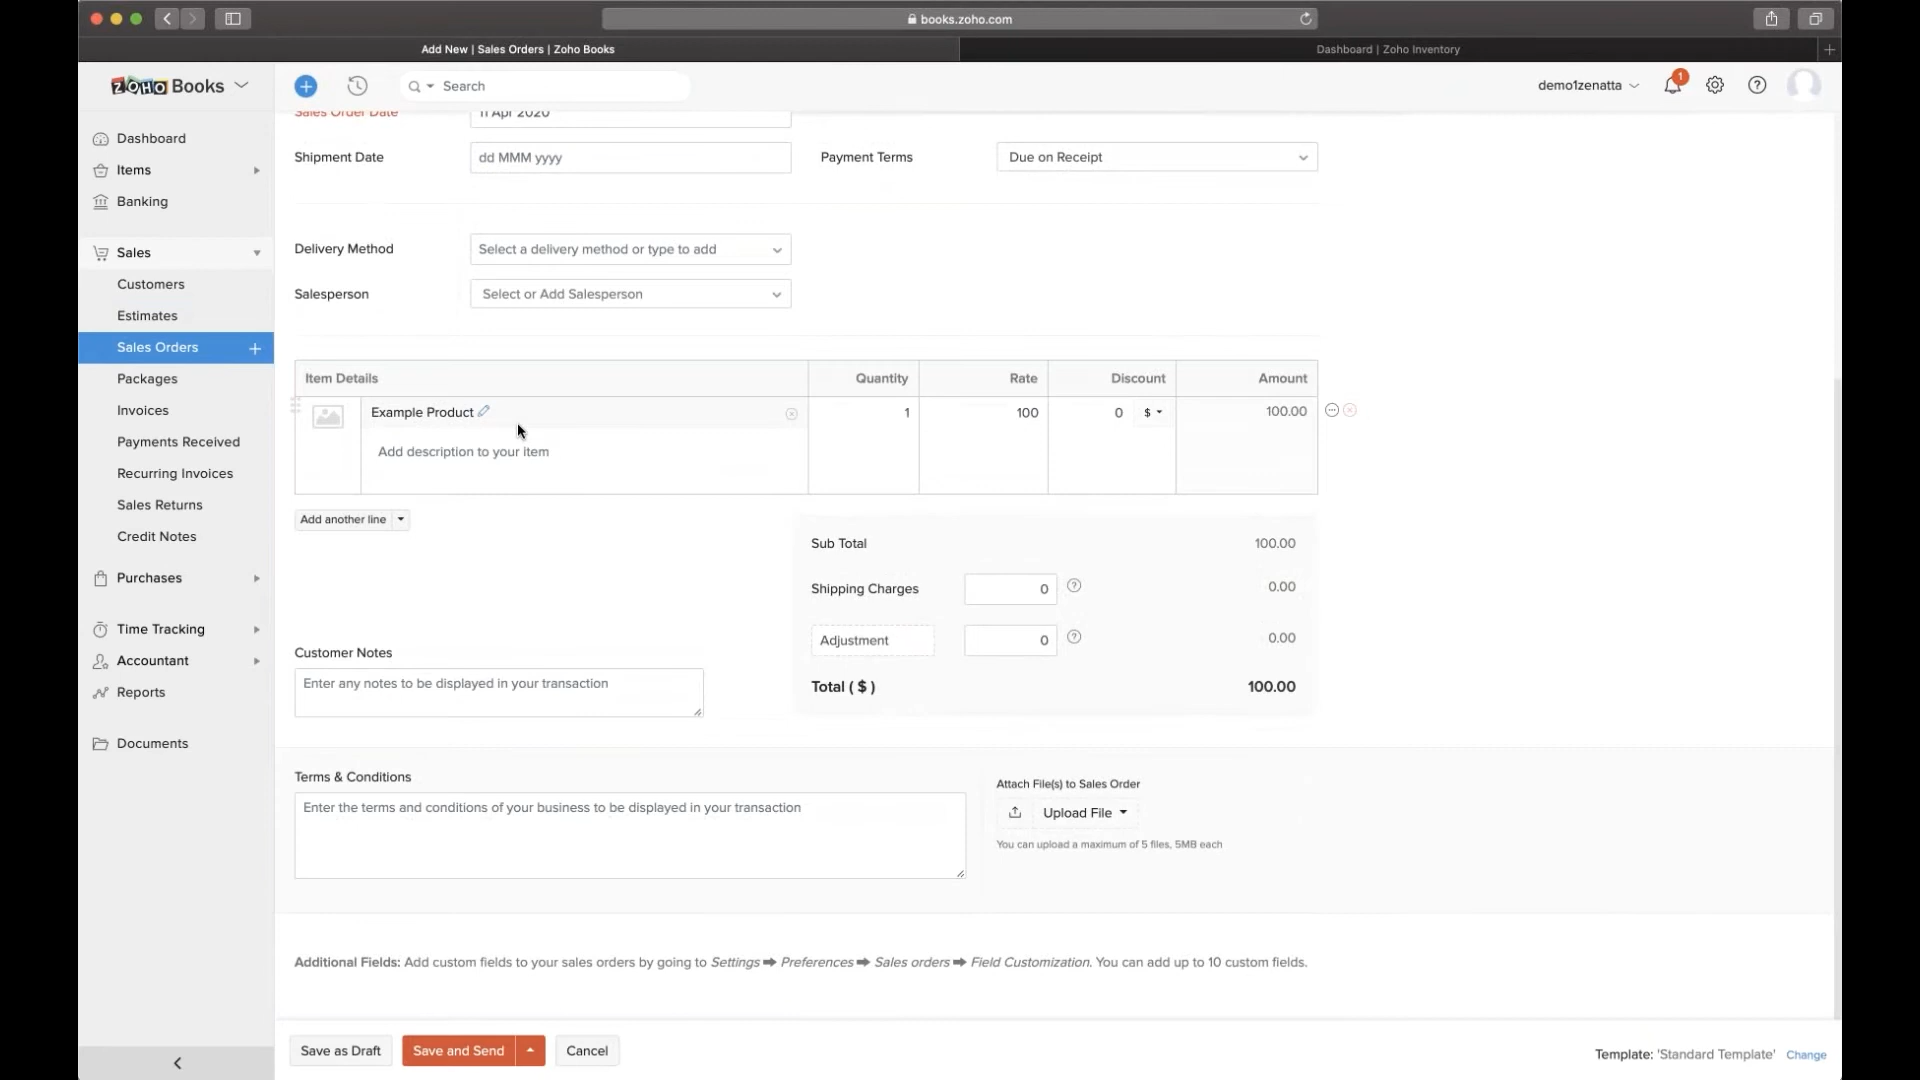 books.zoho.com
Add New | Sales Orders | Zoho Books
Dashboard | Zoho Inventory
ZOHO Books
Search
demo1zenatta
1
Dashboard
Items
Banking
Sales
Customers
Estimates
Sales Orders
Packages
Invoices
Payments Received
Recurring Invoices
Sales Returns
Credit Notes
Purchases
Time Tracking
Accountant
Reports
Documents
Sales Order Date 11 Apr 2020
Shipment Date dd MMM yyyy Payment Terms Due on Receipt
Delivery Method Select a delivery method or type to add
Salesperson Select or Add Salesperson
Item Details Quantity Rate Discount Amount
Example Product 1 100 0 $ 100.00
Add description to your item
Add another line
Sub Total 100.00
Shipping Charges 0 0.00
Adjustment 0 0.00
Total ( $ ) 100.00
Customer Notes
Enter any notes to be displayed in your transaction
Terms & Conditions
Enter the terms and conditions of your business to be displayed in your transaction
Attach File(s) to Sales Order
Upload File
You can upload a maximum of 5 files, 5MB each
Additional Fields: Add custom fields to your sales orders by going to Settings ➡ Preferences ➡ Sales orders ➡ Field Customization. You can add up to 10 custom fields.
Save as Draft Save and Send Cancel
Template: 'Standard Template' Change